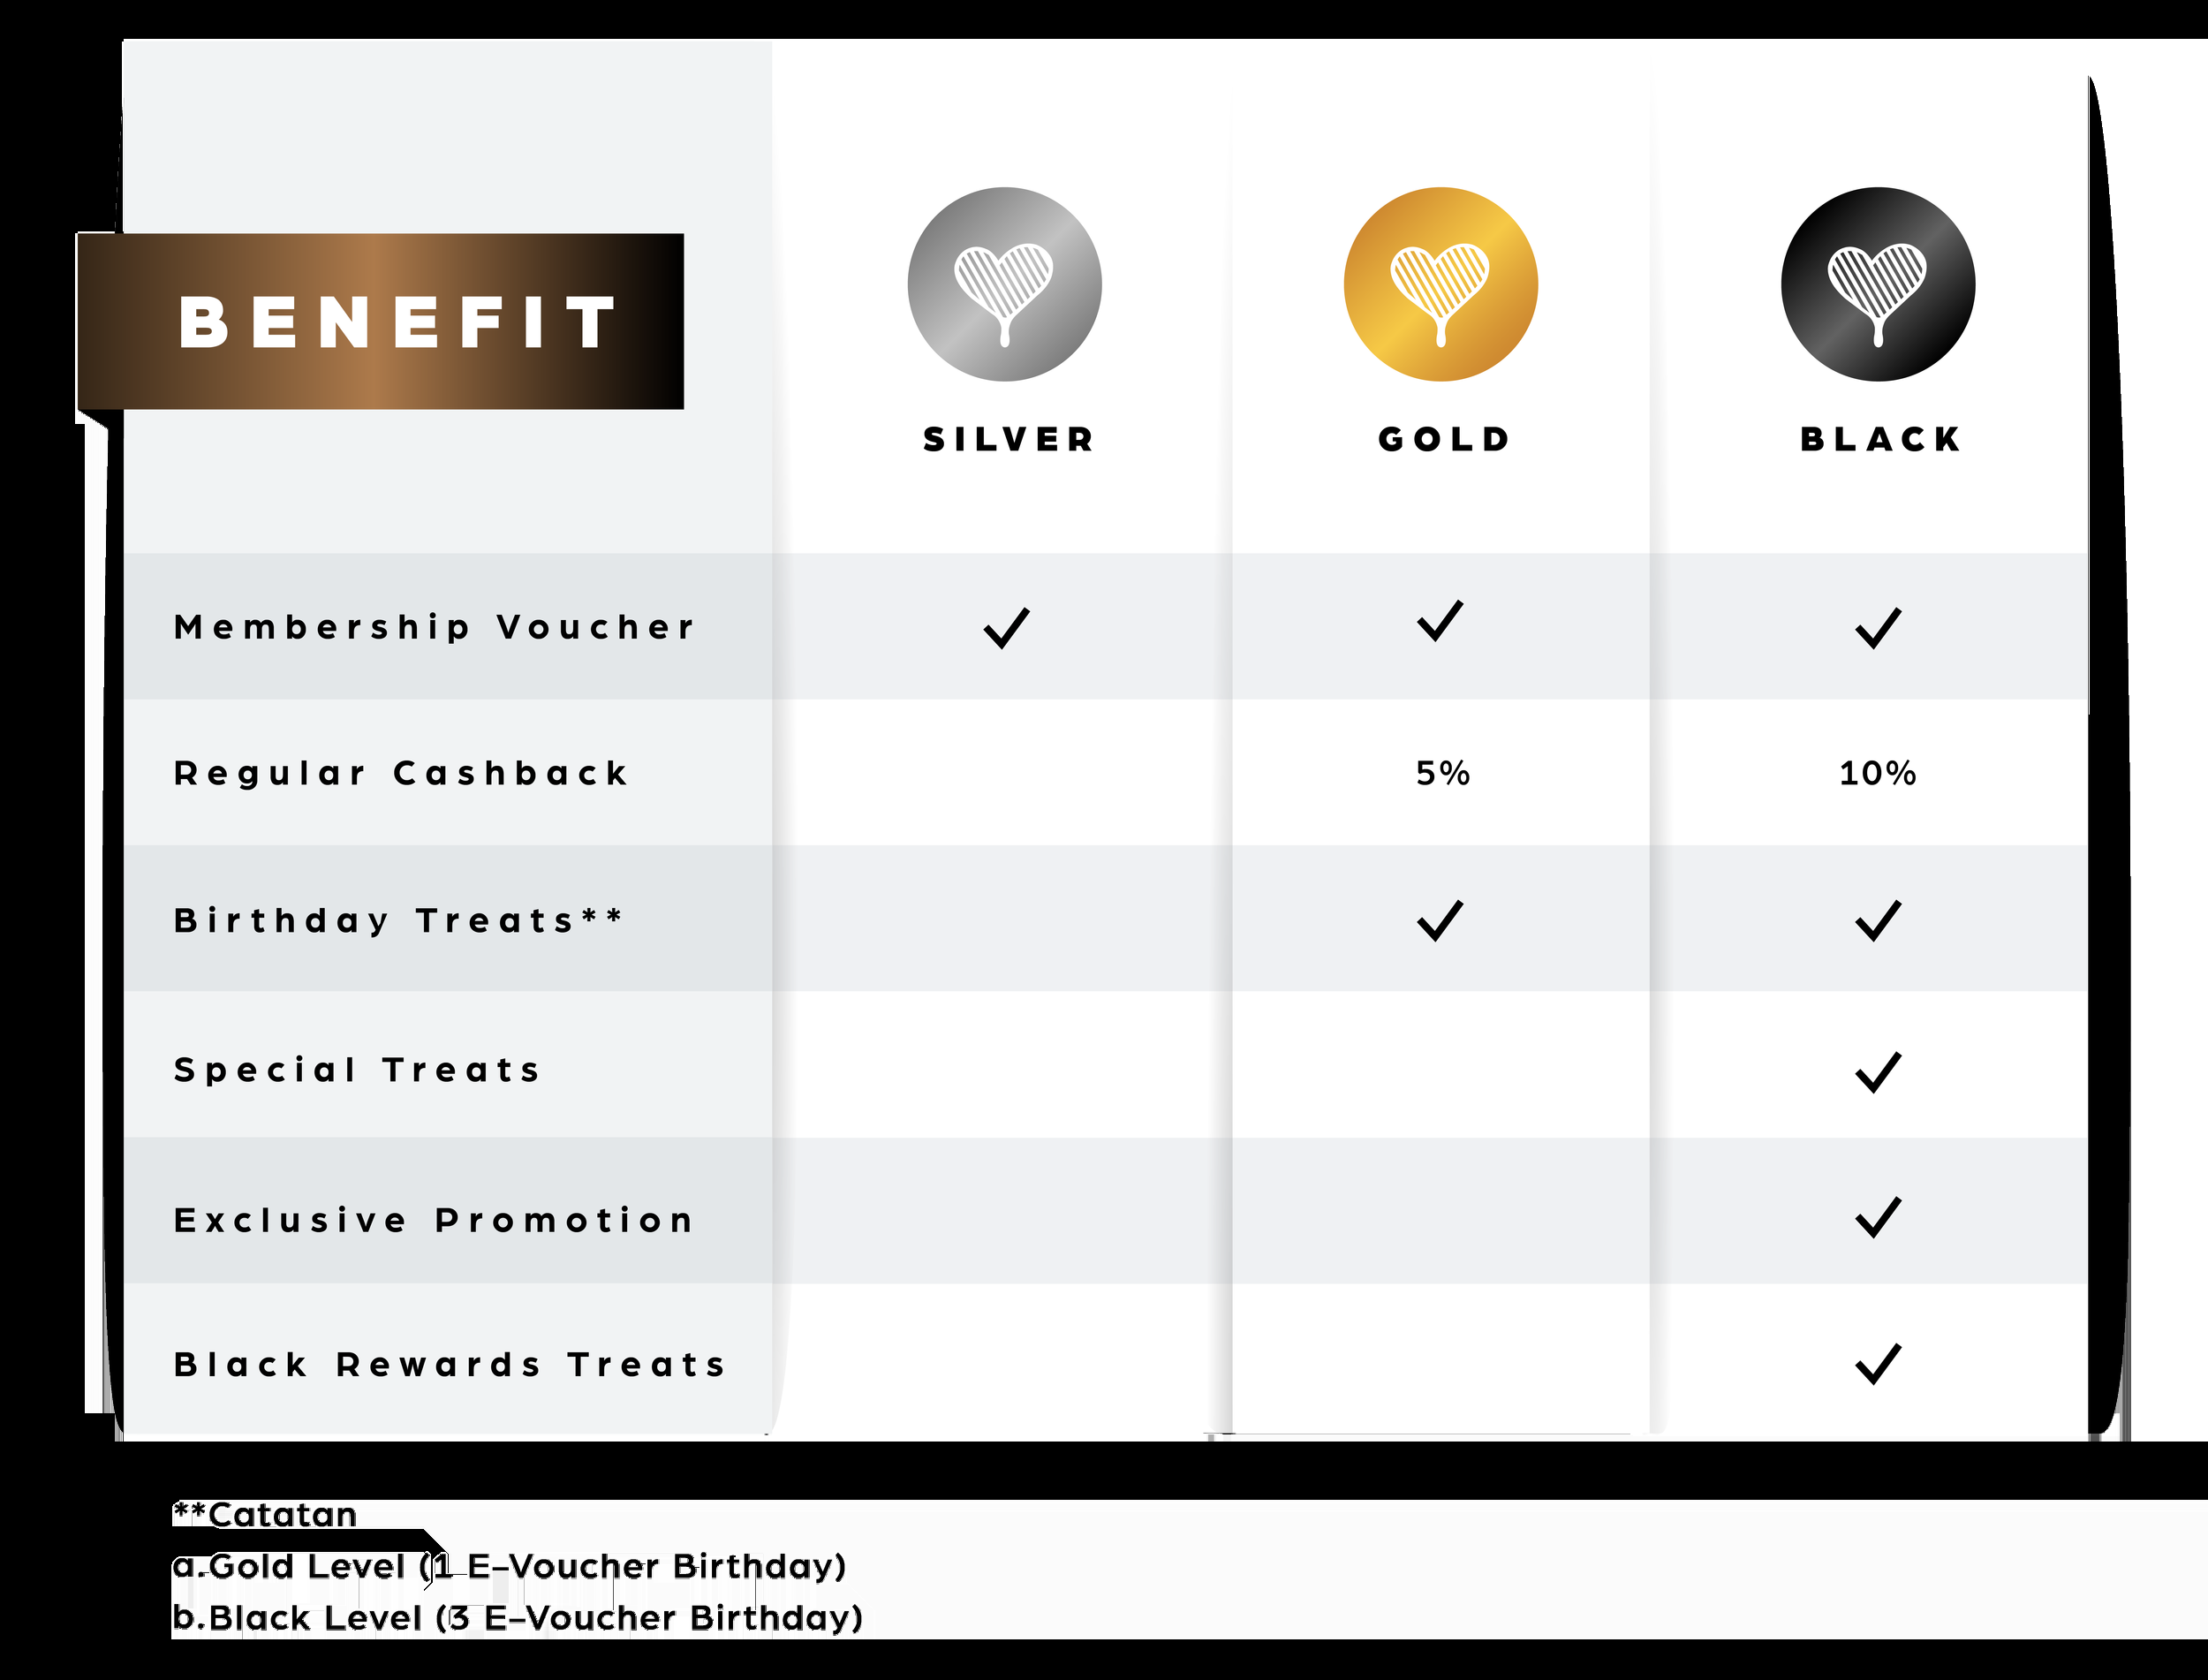 BENEFIT
SILVER GOLD BLACK
Membership Voucher ✓ ✓ ✓
Regular Cashback 5% 10%
Birthday Treats** ✓ ✓
Special Treats ✓
Exclusive Promotion ✓
Black Rewards Treats ✓
**Catatan
a.Gold Level (1 E-Voucher Birthday)
b.Black Level (3 E-Voucher Birthday)